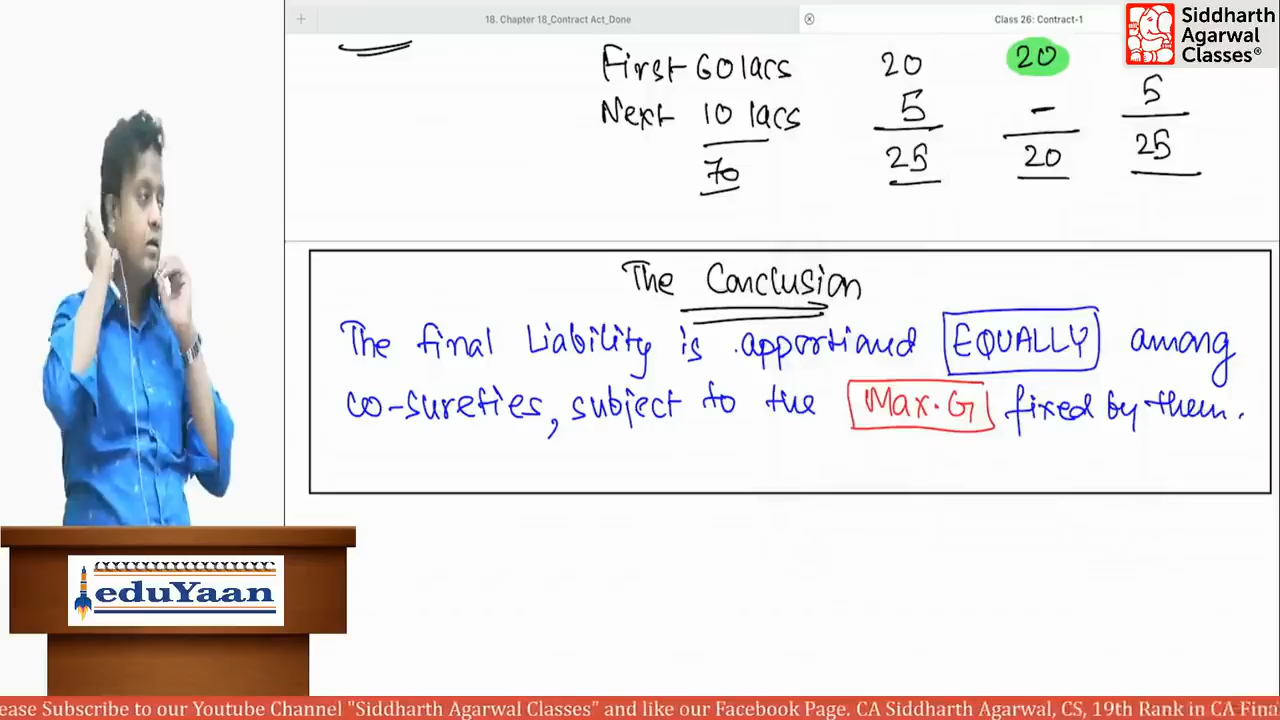 18. Chapter 18_Contract Act_Done
Class 26: Contract-1
Siddharth
Agarwal
Classes®
First 60 lacs 20 20
Next 10 lacs 5 - 5
70 25 20 25
The Conclusion
The final Liability is apportioned EQUALLY among
co-sureties, subject to the Max. G fixed by them.
eduYaan
ease Subscribe to our Youtube Channel "Siddharth Agarwal Classes" and like our Facebook Page. CA Siddharth Agarwal, CS, 19th Rank in CA Fina